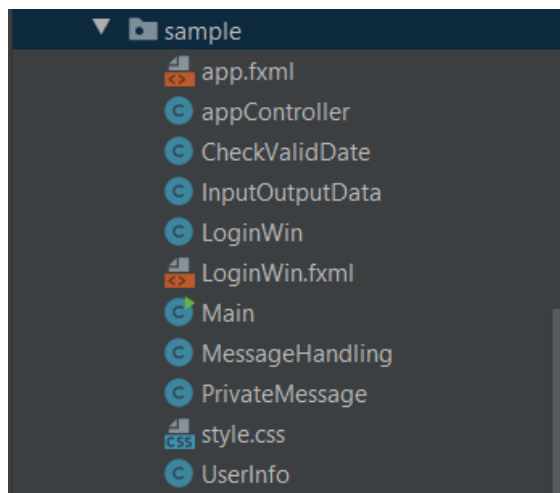 sample
app.fxml
appController
CheckValidDate
InputOutputData
LoginWin
LoginWin.fxml
Main
MessageHandling
PrivateMessage
style.css
UserInfo